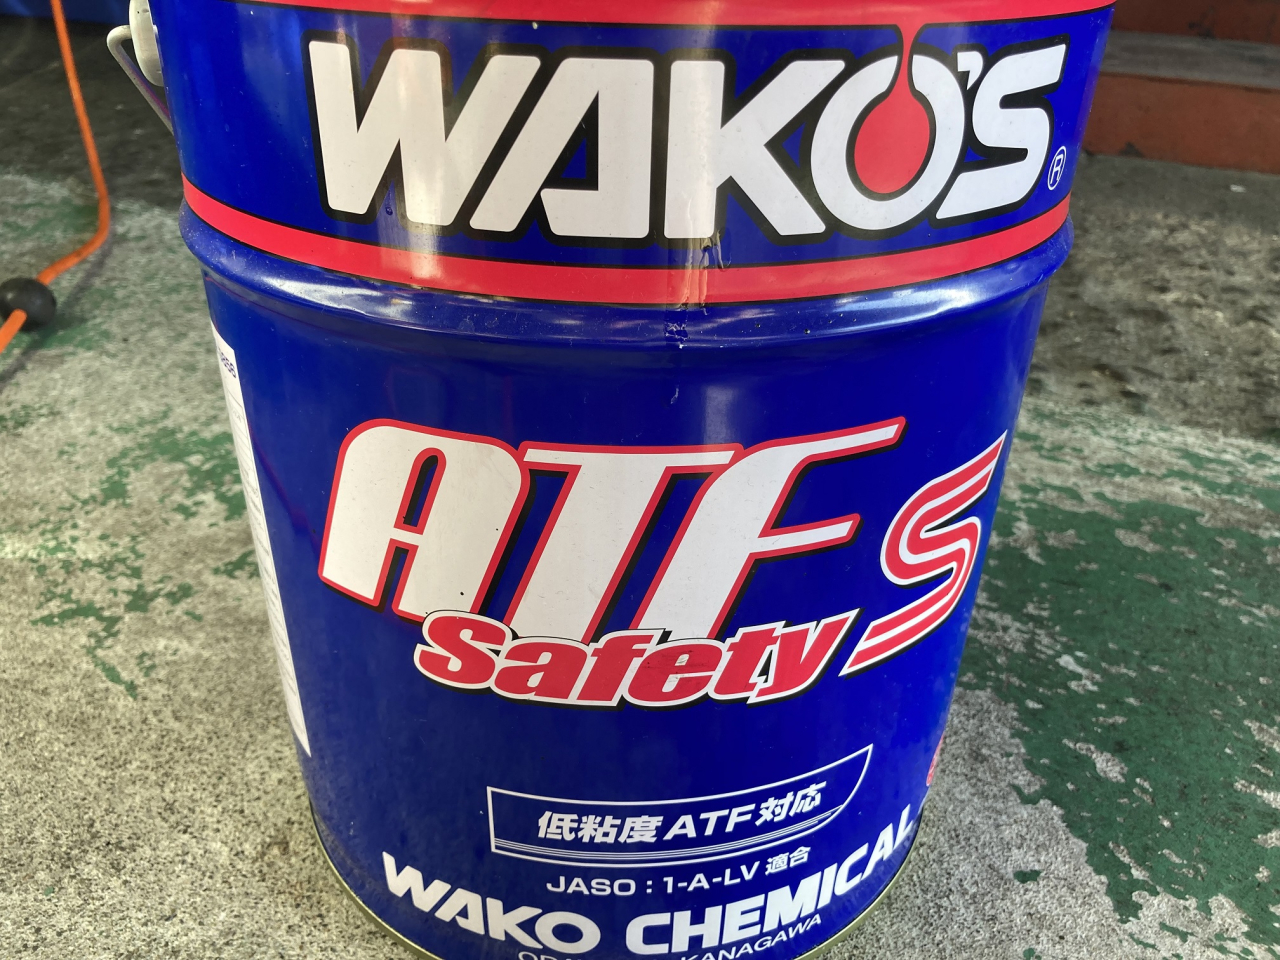 WAKO'S®
ATF S
Safety
低粘度ATF対応
JASO : 1-A-LV 適合
WAKO CHEMICAL
KANAGAWA